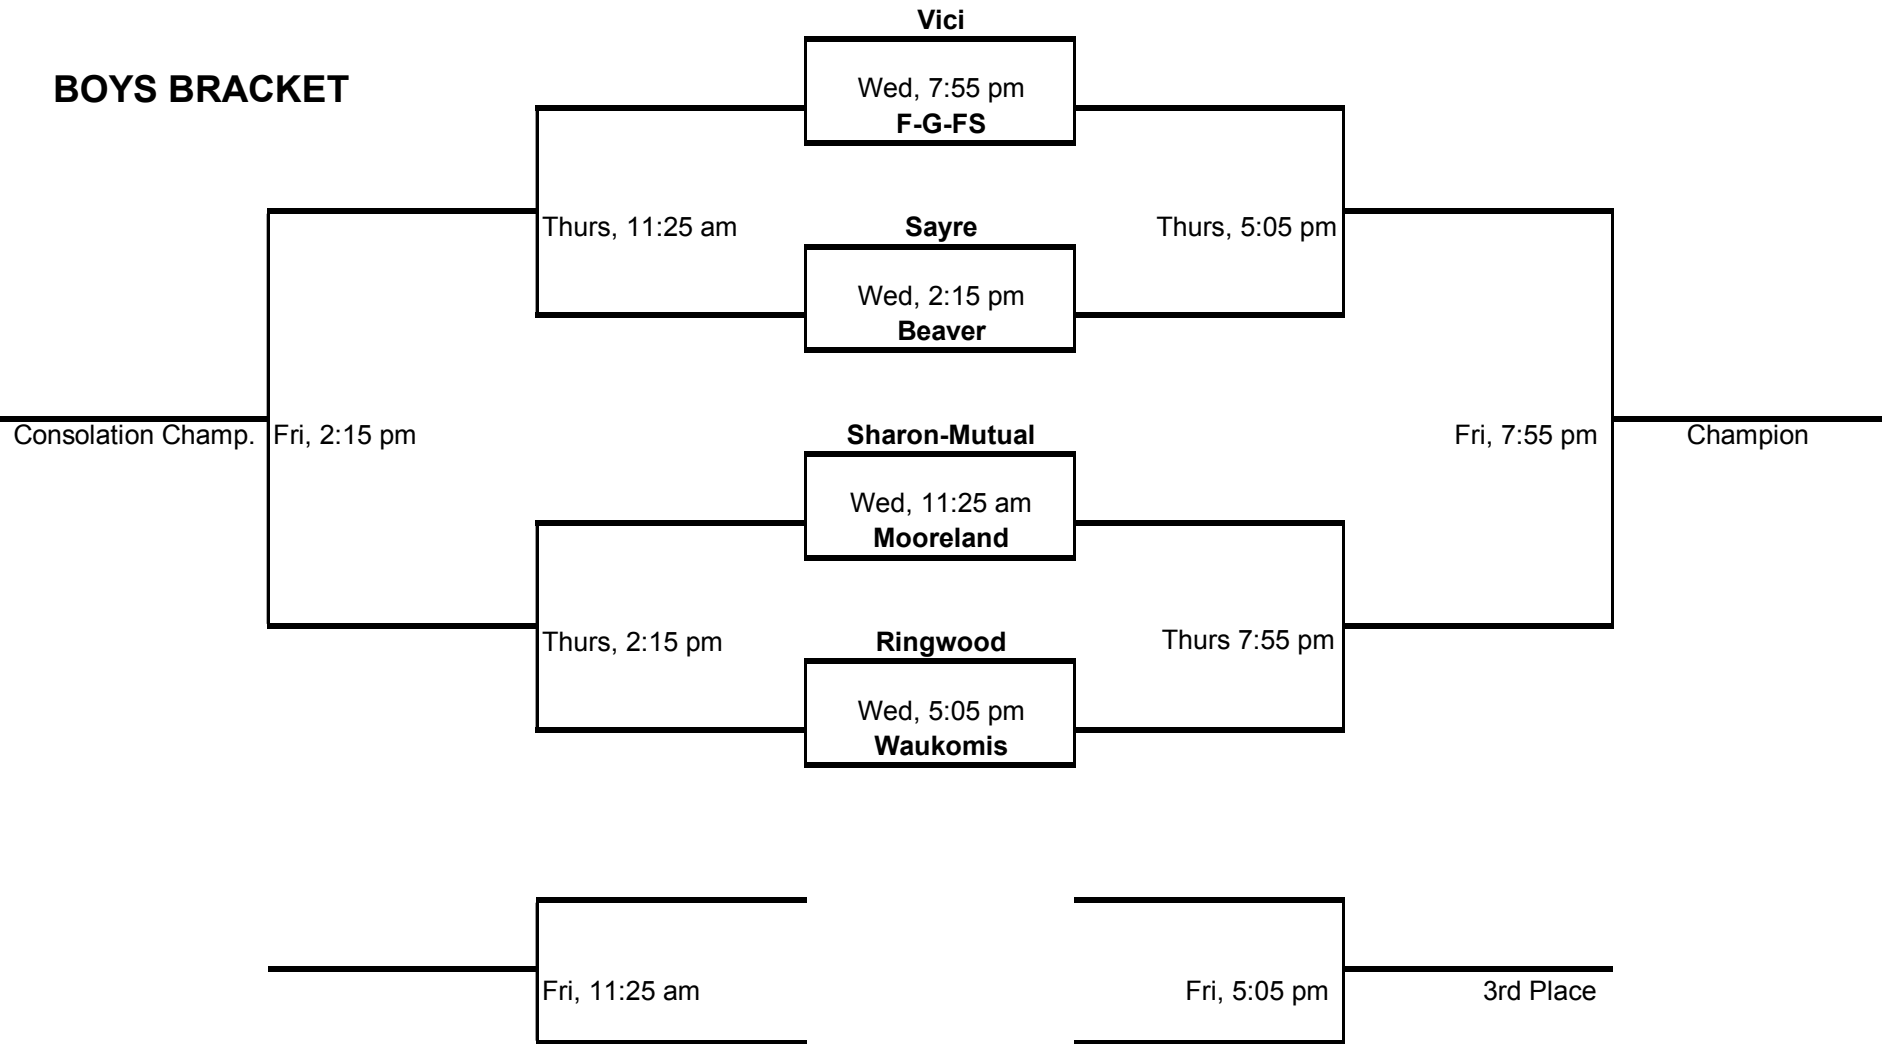 Vici
BOYS BRACKET
Wed, 7:55 pm
F-G-FS
Thurs, 11:25 am
Sayre
Thurs, 5:05 pm
Wed, 2:15 pm
Beaver
Consolation Champ.
Fri, 2:15 pm
Sharon-Mutual
Fri, 7:55 pm
Champion
Wed, 11:25 am
Mooreland
Thurs, 2:15 pm
Ringwood
Thurs 7:55 pm
Wed, 5:05 pm
Waukomis
Fri, 11:25 am
Fri, 5:05 pm
3rd Place